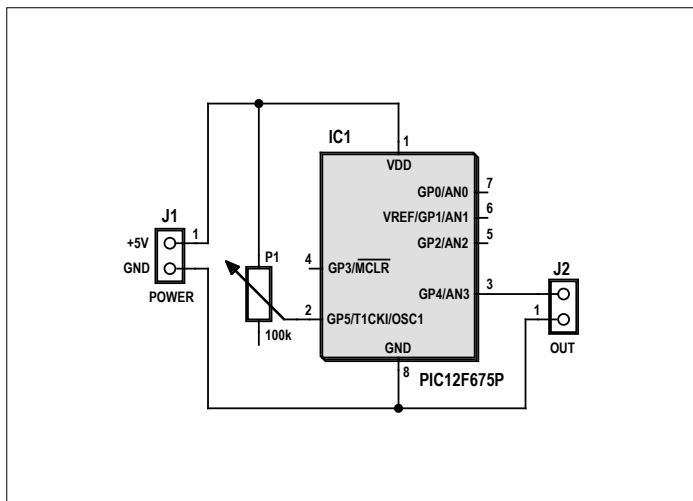 IC1
1
VDD
7
GP0/AN0
6
VREF/GP1/AN1
5
GP2/AN2
J1
+5V
1
GND
POWER
P1
4
GP3/MCLR
100k
2
GP5/T1CKI/OSC1
3
GP4/AN3
J2
1
OUT
GND
8
PIC12F675P